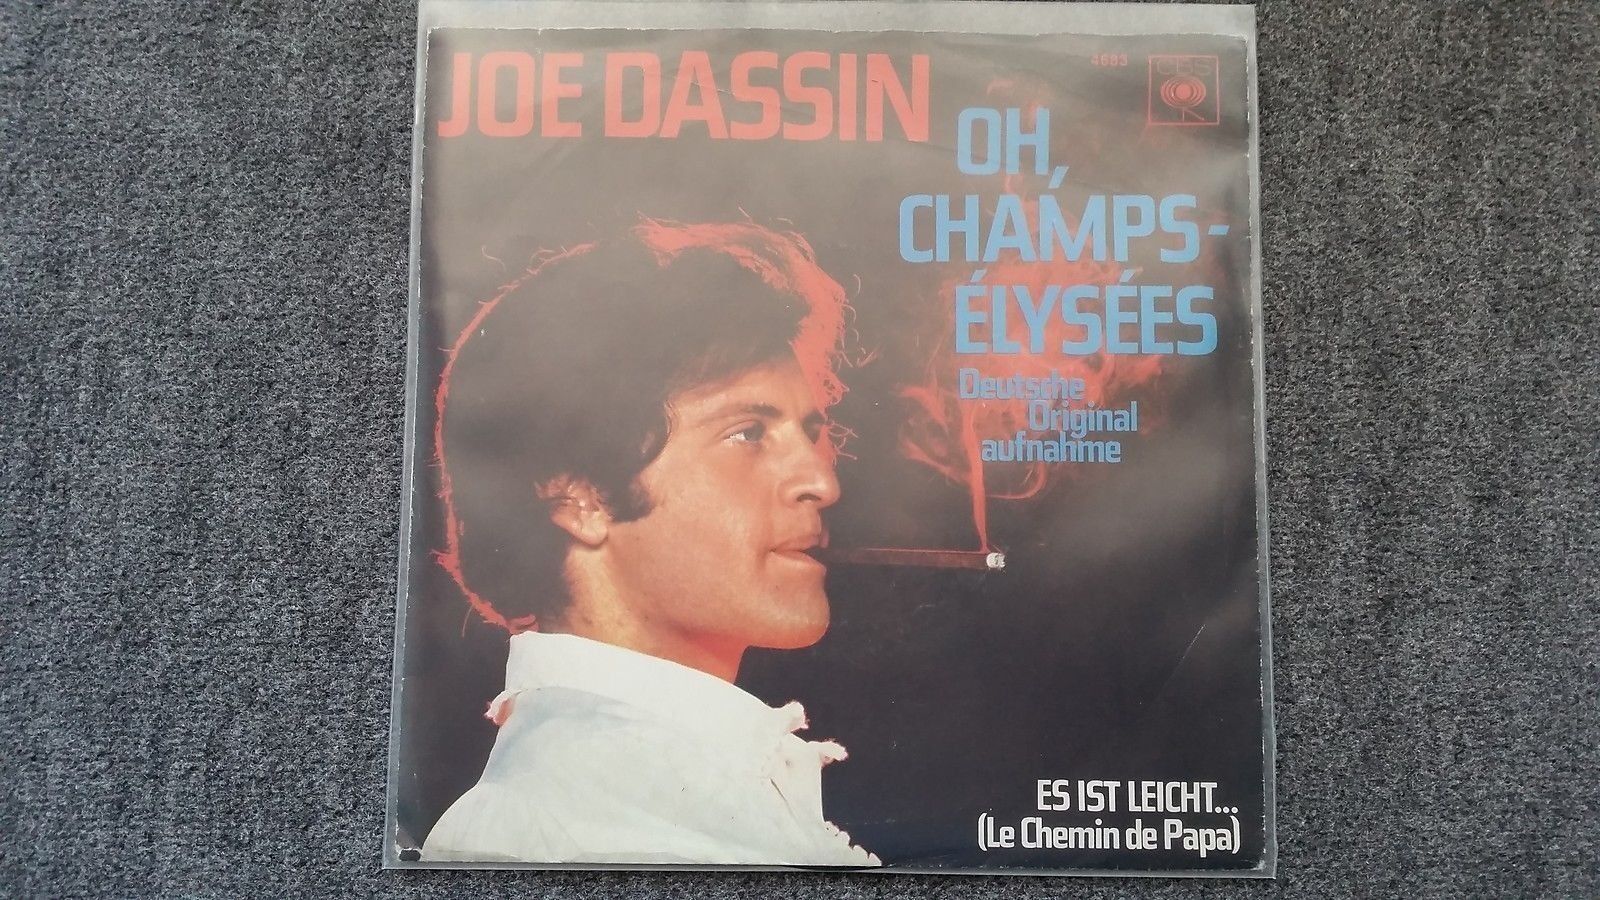 JOE DASSIN
4683
CBS
OH,
CHAMPS-
ÉLYSÉES
Deutsche
Original
aufnahme
ES IST LEICHT...
(Le Chemin de Papa)